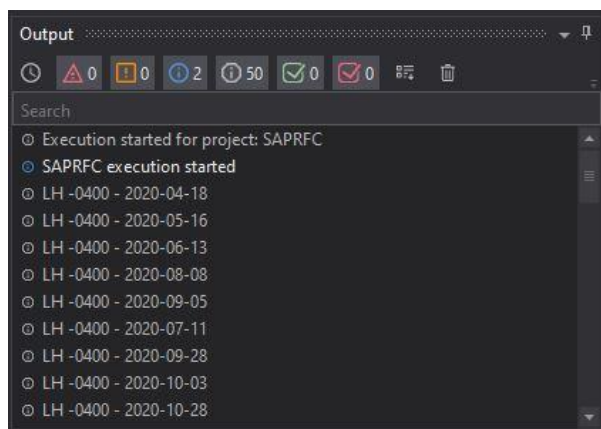 Output
0 0 2 50 0 0
Search
Execution started for project: SAPRFC
SAPRFC execution started
LH -0400 - 2020-04-18
LH -0400 - 2020-05-16
LH -0400 - 2020-06-13
LH -0400 - 2020-08-08
LH -0400 - 2020-09-05
LH -0400 - 2020-07-11
LH -0400 - 2020-09-28
LH -0400 - 2020-10-03
LH -0400 - 2020-10-28